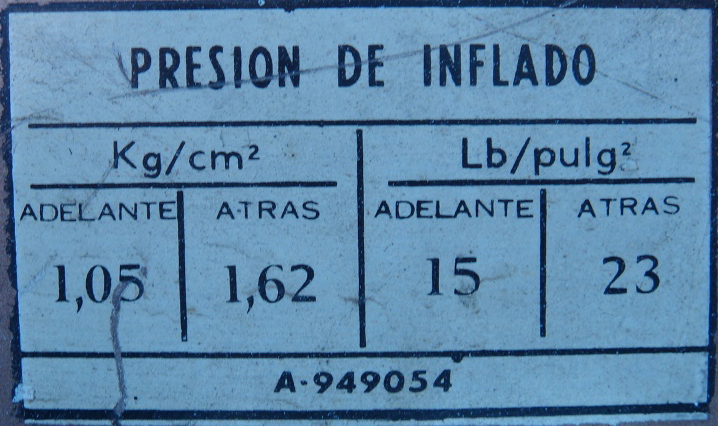 PRESION DE INFLADO
Kg/cm² Lb/pulg²
ADELANTE ATRAS ADELANTE ATRAS
1,05 1,62 15 23
A-949054